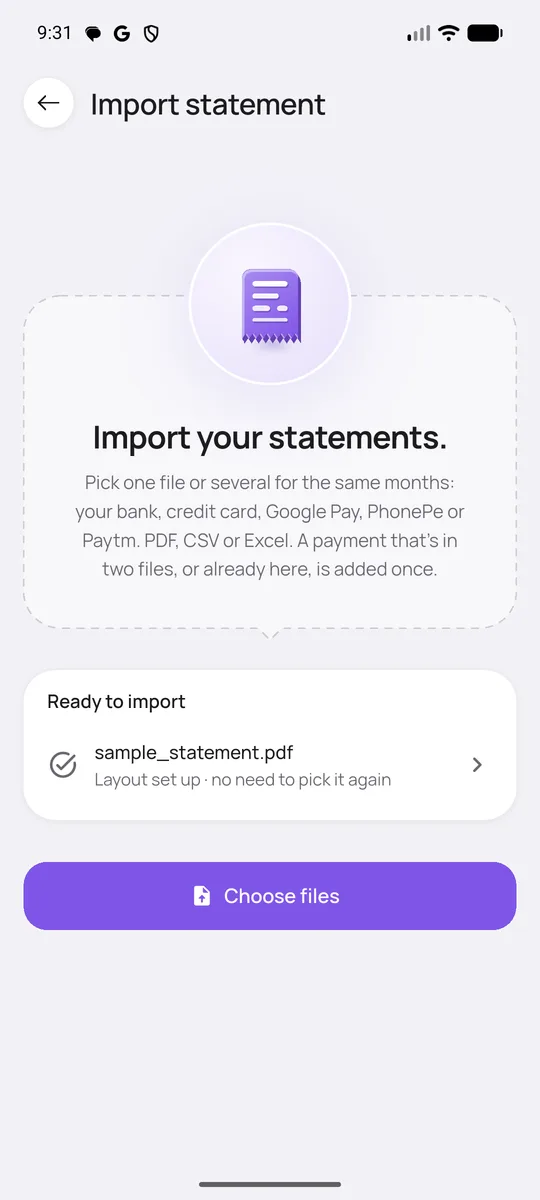 9:31
Import statement
Import your statements.
Pick one file or several for the same months:
your bank, credit card, Google Pay, PhonePe or
Paytm. PDF, CSV or Excel. A payment that's in
two files, or already here, is added once.
Ready to import
sample_statement.pdf
Layout set up · no need to pick it again
Choose files